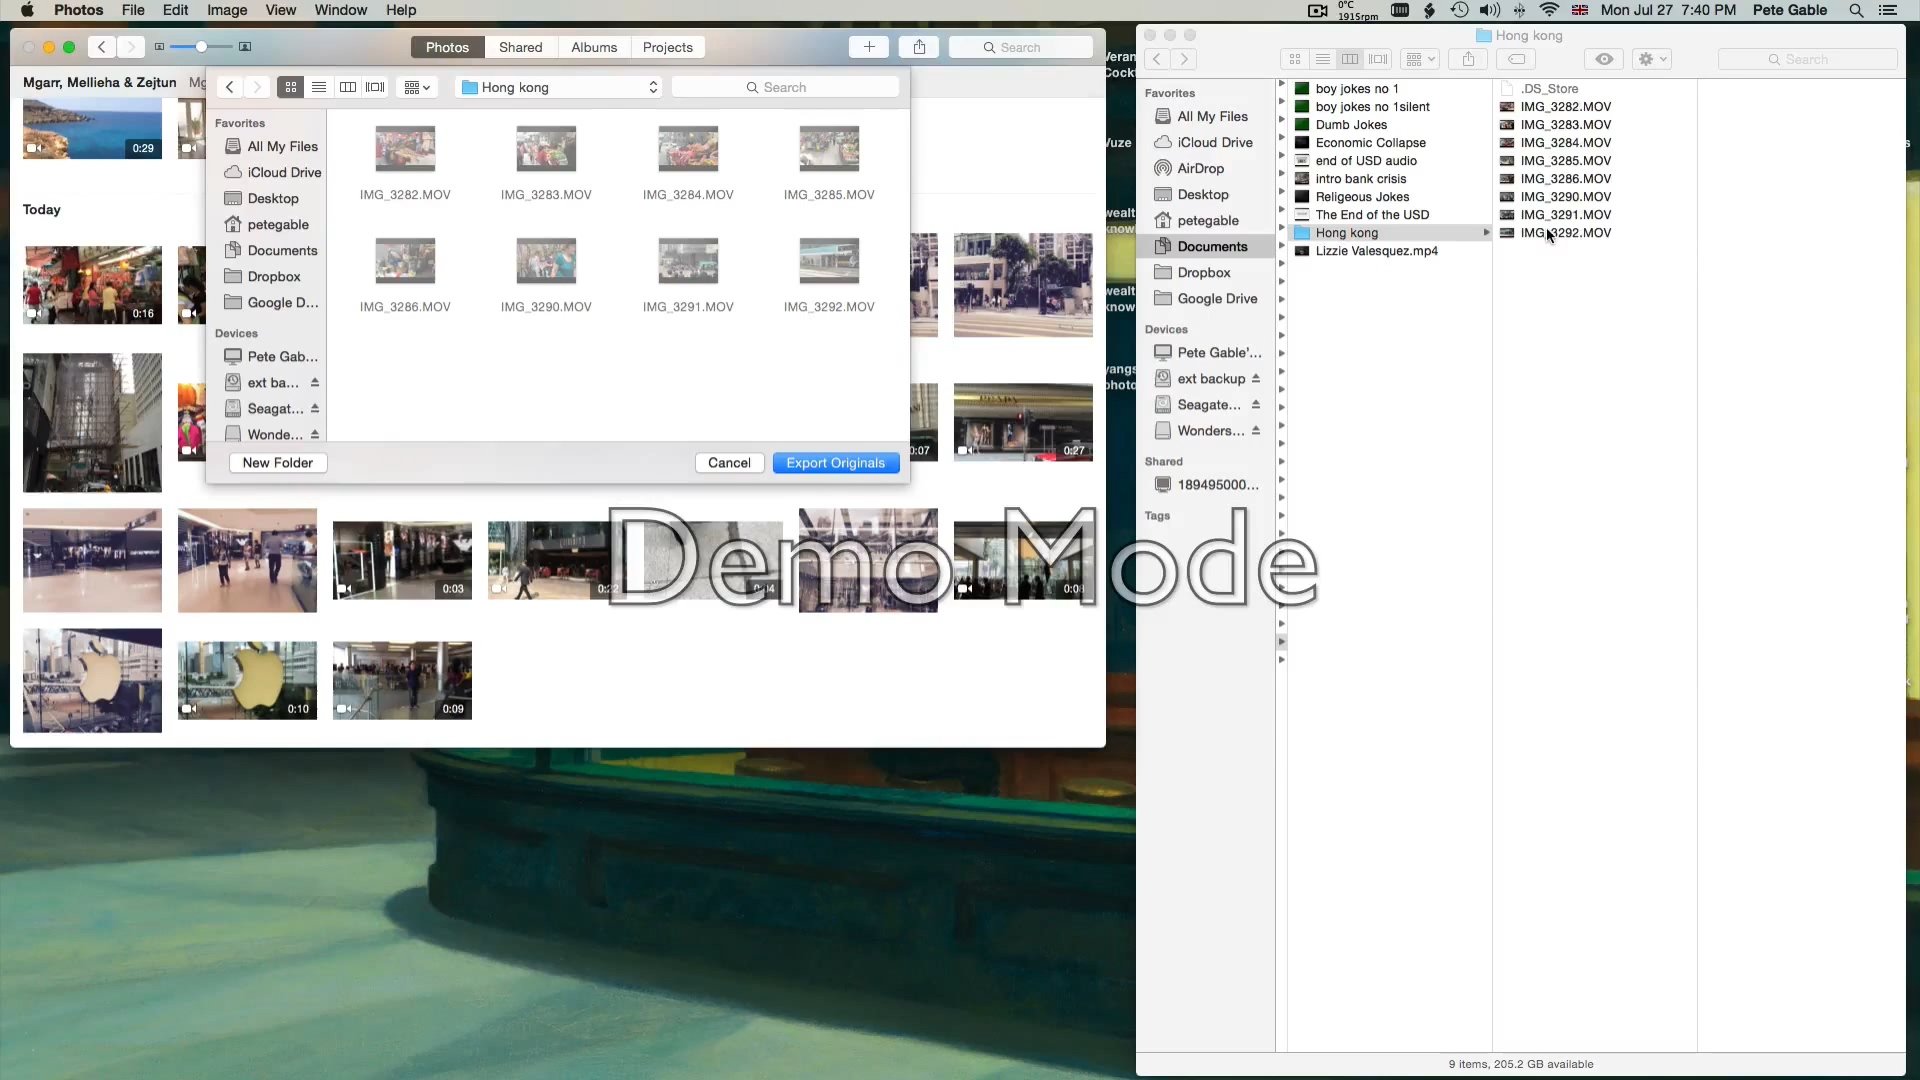 Photos File Edit Image View Window Help
0°C
1915rpm
Mon Jul 27 7:40 PM Pete Gable
Photos Shared Albums Projects
Search
Mgarr, Mellieha & Zejtun
Hong kong
Search
Favorites
All My Files
iCloud Drive
Desktop
petegable
Documents
Dropbox
Google D...
Devices
Pete Gab...
ext ba...
Seagat...
Wonde...
IMG_3282.MOV IMG_3283.MOV IMG_3284.MOV IMG_3285.MOV
IMG_3286.MOV IMG_3290.MOV IMG_3291.MOV IMG_3292.MOV
New Folder Cancel Export Originals
0:29
Today
0:16
0:07 0:27
0:03
0:10 0:09
Demo Mode
Hong kong
Search
Favorites
All My Files
iCloud Drive
AirDrop
Desktop
petegable
Documents
Dropbox
Google Drive
Devices
Pete Gable'...
ext backup
Seagate...
Wonders...
Shared
189495000...
Tags
boy jokes no 1
boy jokes no 1silent
Dumb Jokes
Economic Collapse
end of USD audio
intro bank crisis
Religeous Jokes
The End of the USD
Hong kong
Lizzie Valesquez.mp4
.DS_Store
IMG_3282.MOV
IMG_3283.MOV
IMG_3284.MOV
IMG_3285.MOV
IMG_3286.MOV
IMG_3290.MOV
IMG_3291.MOV
IMG_3292.MOV
9 items, 205.2 GB available